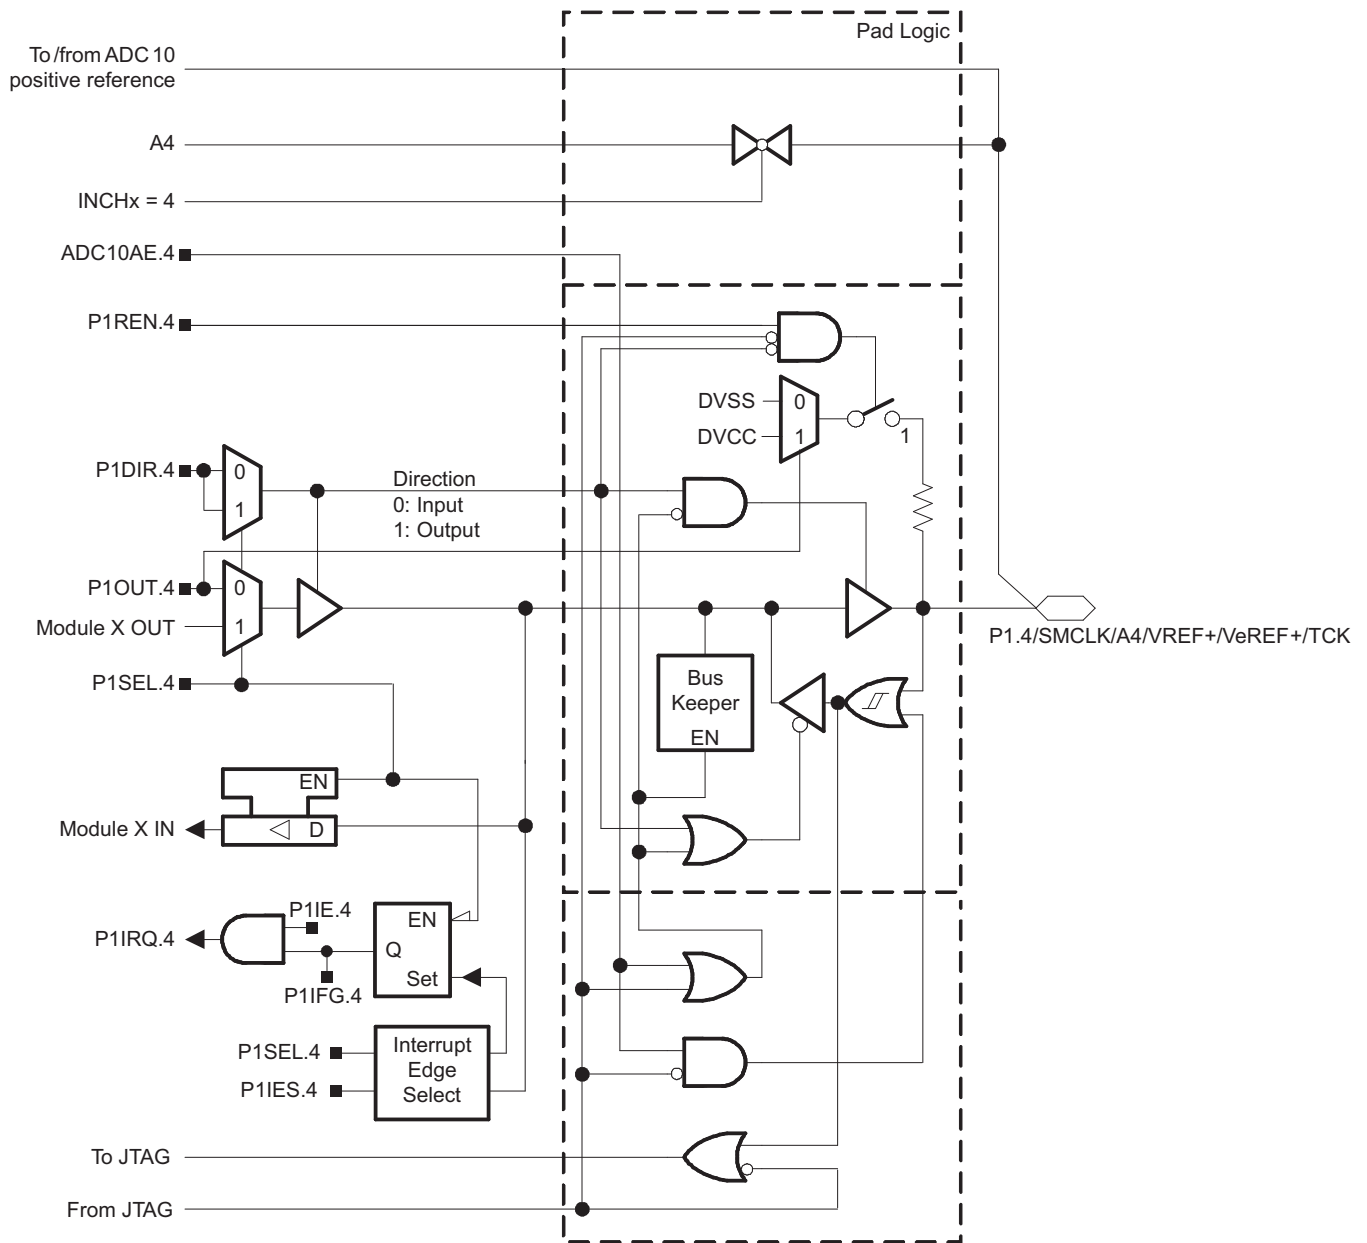 Pad Logic
To/from ADC10
positive reference
A4
INCHx = 4
ADC10AE.4
P1REN.4
DVSS
0
DVCC
1
1
P1DIR.4
0
1
Direction
0: Input
1: Output
P1OUT.4
0
Module X OUT
1
P1SEL.4
P1.4/SMCLK/A4/VREF+/VeREF+/TCK
Bus
Keeper
EN
EN
Module X IN
D
P1IE.4
P1IRQ.4
EN
Q
Set
P1IFG.4
P1SEL.4
P1IES.4
Interrupt
Edge
Select
To JTAG
From JTAG